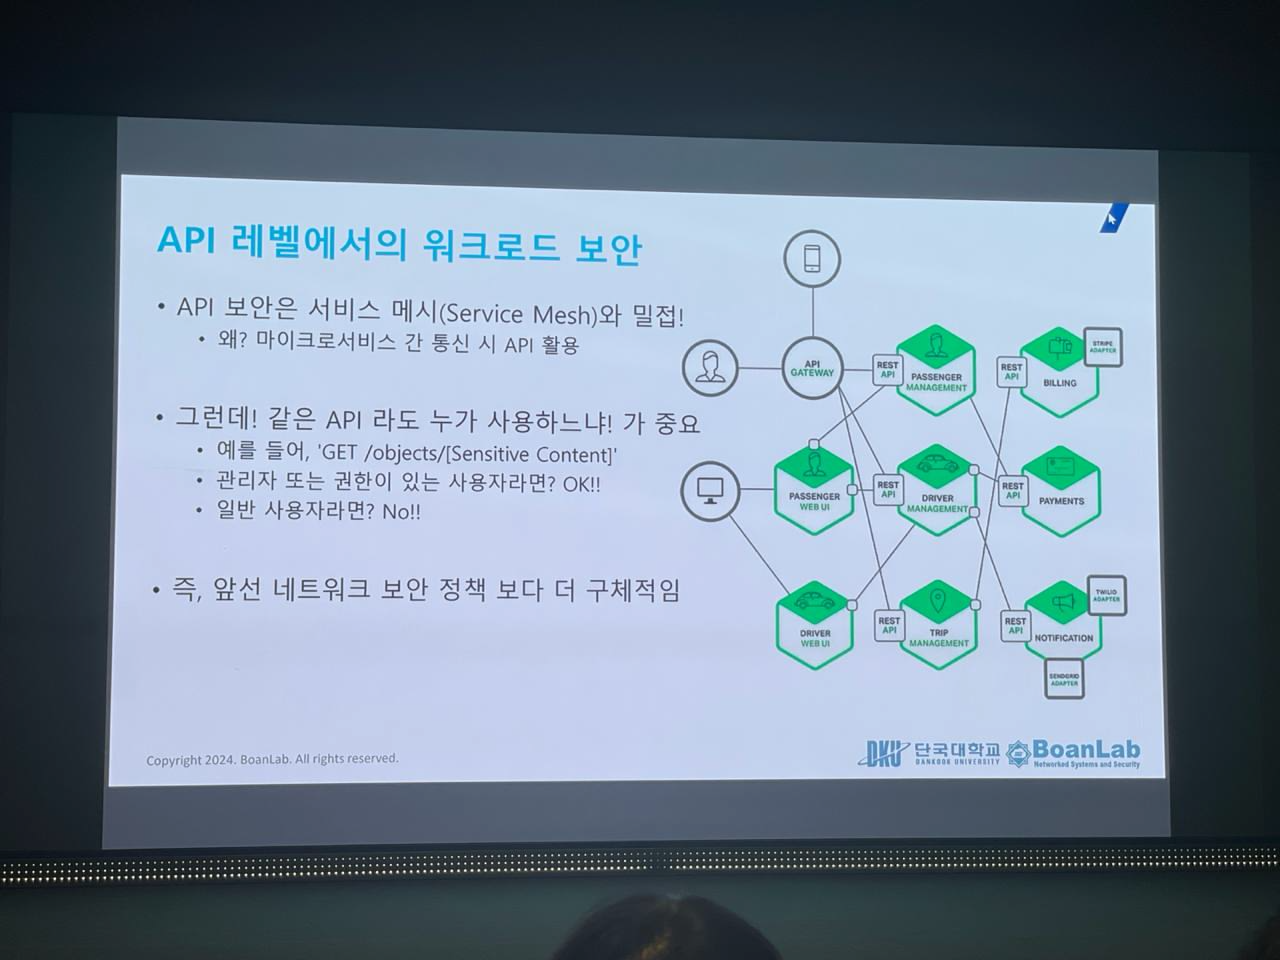 API 레벨에서의 워크로드 보안
• API 보안은 서비스 메시(Service Mesh)와 밀접!
• 왜? 마이크로서비스 간 통신 시 API 활용
• 그런데! 같은 API 라도 누가 사용하느냐! 가 중요
• 예를 들어, 'GET /objects/[Sensitive Content]'
• 관리자 또는 권한이 있는 사용자라면? OK!!
• 일반 사용자라면? No!!
• 즉, 앞선 네트워크 보안 정책 보다 더 구체적임
API
GATEWAY
REST
API
PASSENGER
MANAGEMENT
REST
API
BILLING
STRIPE
ADAPTER
PASSENGER
WEB UI
REST
API
DRIVER
MANAGEMENT
REST
API
PAYMENTS
DRIVER
WEB UI
REST
API
TRIP
MANAGEMENT
REST
API
NOTIFICATION
TWILIO
ADAPTER
SENDGRID
ADAPTER
Copyright 2024. BoanLab. All rights reserved.
DKU 단국대학교
DANKOOK UNIVERSITY
BoanLab
Networked Systems and Security